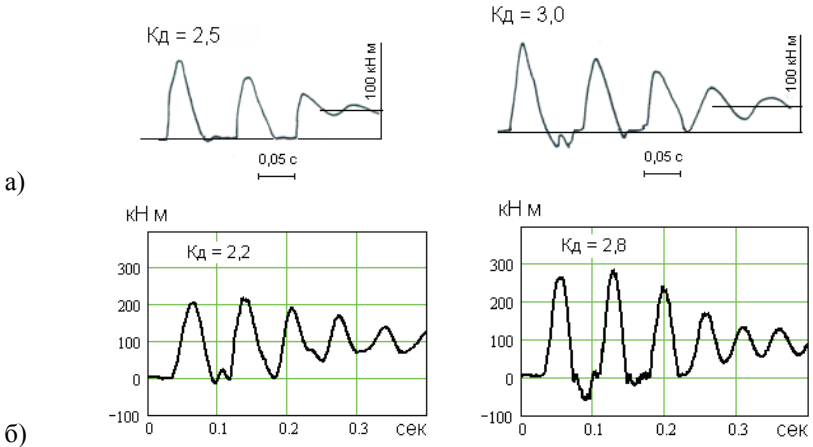 Кд = 2,5
100 кН м
0,05 с
Кд = 3,0
100 кН м
0,05 с
а)
кН м
Кд = 2,2
300
200
100
0
−100
0
0.1
0.2
0.3
сек
кН м
Кд = 2,8
300
200
100
0
−100
0
0.1
0.2
0.3
сек
б)